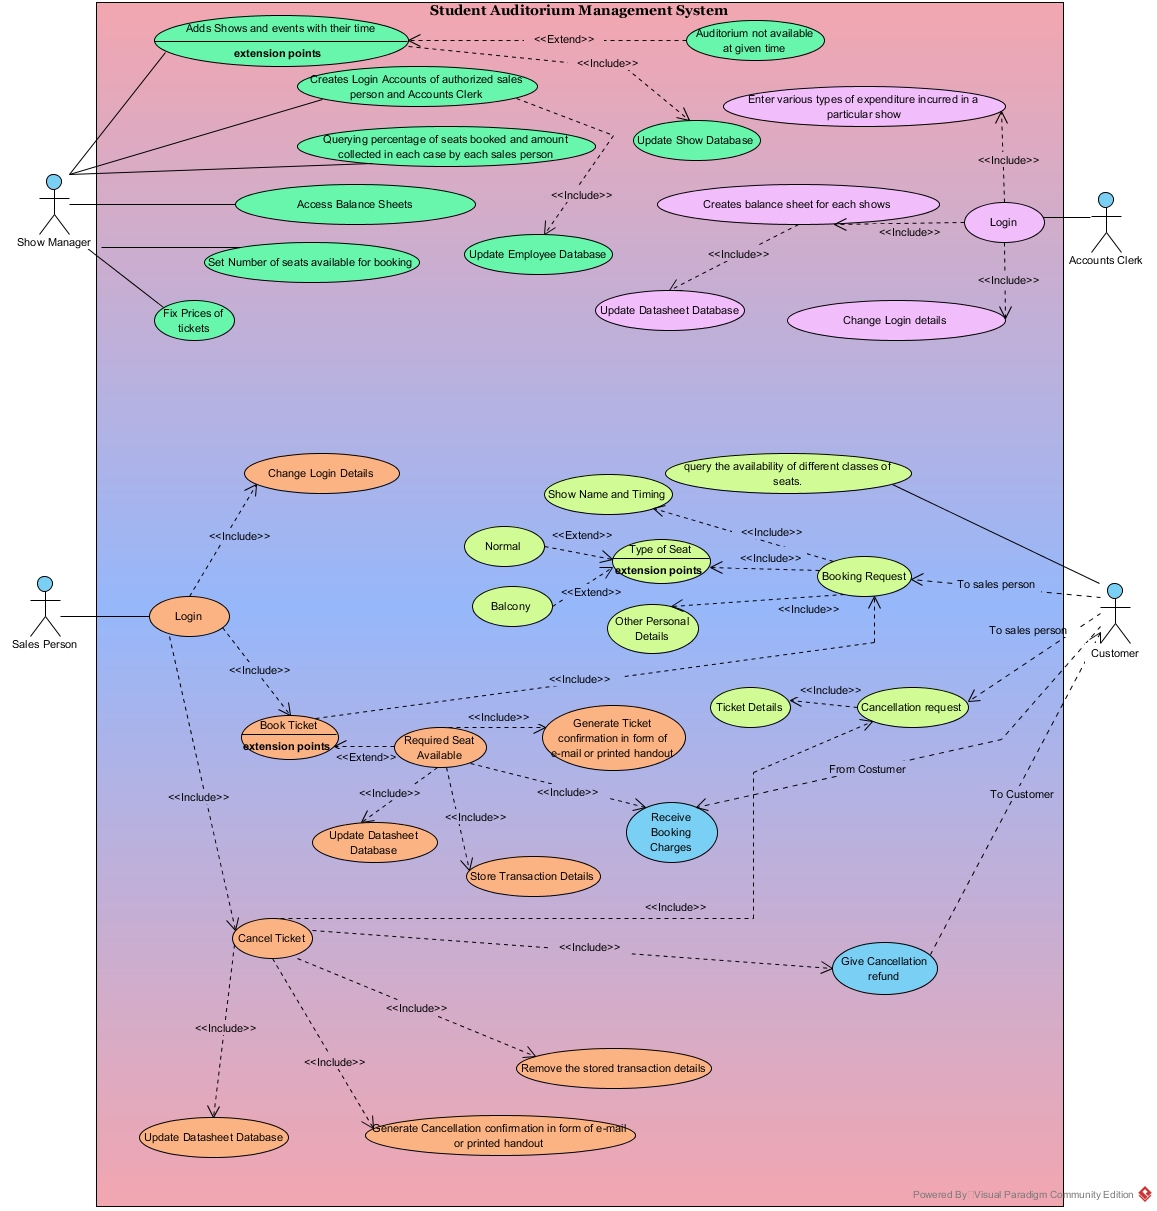 Student Auditorium Management System
Adds Shows and events with their time
extension points
<<Extend>>
Auditorium not available
at given time
<<Include>>
Creates Login Accounts of authorized sales
person and Accounts Clerk
Enter various types of expenditure incurred in a
particular show
Querying percentage of seats booked and amount
collected in each case by each sales person
Update Show Database
<<Include>>
<<Include>>
Access Balance Sheets
Creates balance sheet for each shows
Login
<<Include>>
Show Manager
Accounts Clerk
Set Number of seats available for booking
Update Employee Database
<<Include>>
<<Include>>
Fix Prices of
tickets
Update Datasheet Database
Change Login details
Change Login Details
query the availability of different classes of
seats.
Show Name and Timing
<<Include>>
<<Include>>
<<Extend>>
Normal
Type of Seat
extension points
<<Include>>
Booking Request
To sales person
<<Extend>>
Balcony
<<Include>>
Other Personal
Details
Login
Sales Person
To sales person
Customer
<<Include>>
<<Include>>
<<Include>>
Ticket Details
Cancellation request
Book Ticket
extension points
<<Include>>
Generate Ticket
confirmation in form of
e-mail or printed handout
Required Seat
Available
<<Extend>>
From Costumer
<<Include>>
<<Include>>
<<Include>>
To Customer
<<Include>>
Receive
Booking
Charges
Update Datasheet
Database
Store Transaction Details
<<Include>>
Cancel Ticket
<<Include>>
Give Cancellation
refund
<<Include>>
<<Include>>
<<Include>>
Remove the stored transaction details
Update Datasheet Database
Generate Cancellation confirmation in form of e-mail
or printed handout
Powered By Visual Paradigm Community Edition